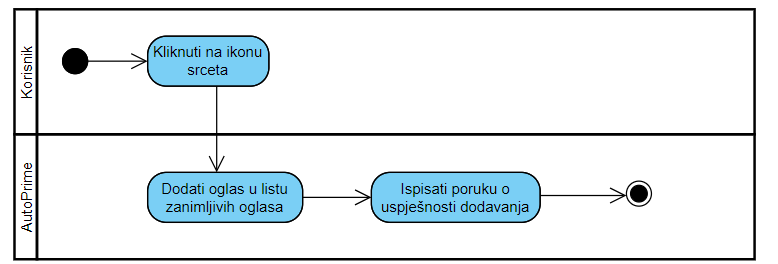 Korisnik
Kliknuti na ikonu
srceta
AutoPrime
Dodati oglas u listu
zanimljivih oglasa
Ispisati poruku o
uspješnosti dodavanja